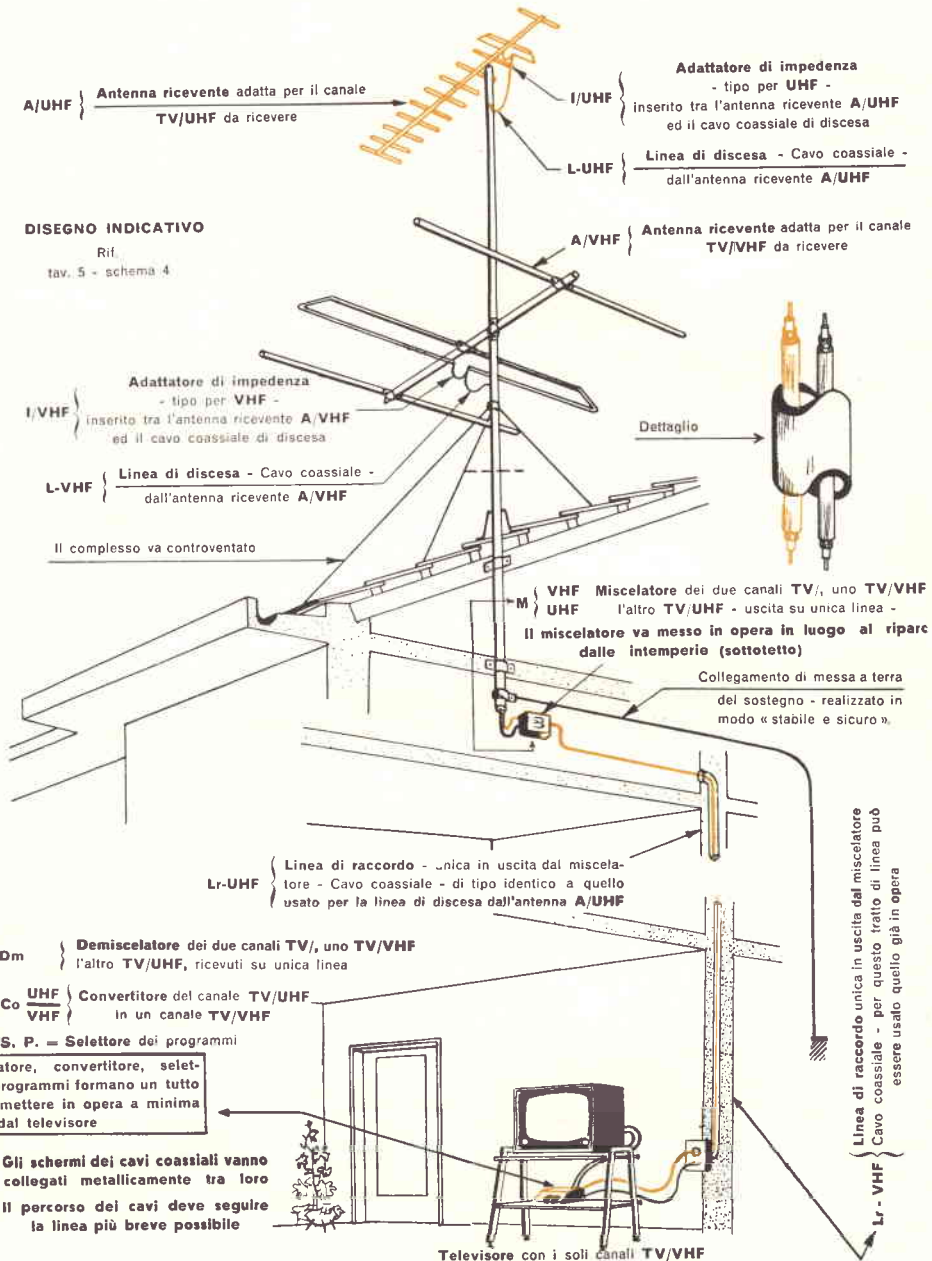 A/UHF { Antenna ricevente adatta per il canale
TV/UHF da ricevere
I/UHF { Adattatore di impedenza
- tipo per UHF -
inserito tra l'antenna ricevente A/UHF
ed il cavo coassiale di discesa
L-UHF { Linea di discesa - Cavo coassiale -
dall'antenna ricevente A/UHF
DISEGNO INDICATIVO
Rif.
tav. 5 - schema 4
A/VHF { Antenna ricevente adatta per il canale
TV/VHF da ricevere
I/VHF { Adattatore di impedenza
- tipo per VHF -
inserito tra l'antenna ricevente A/VHF
ed il cavo coassiale di discesa
Dettaglio
L-VHF { Linea di discesa - Cavo coassiale -
dall'antenna ricevente A/VHF
Il complesso va controventato
M { VHF Miscelatore dei due canali TV/, uno TV/VHF
UHF l'altro TV/UHF - uscita su unica linea -
Il miscelatore va messo in opera in luogo al riparo
dalle intemperie (sottotetto)
Collegamento di messa a terra
del sostegno - realizzato in
modo « stabile e sicuro ».
Lr-UHF { Linea di raccordo - unica in uscita dal miscela-
tore - Cavo coassiale - di tipo identico a quello
usato per la linea di discesa dall'antenna A/UHF
Dm { Demiscelatore dei due canali TV/, uno TV/VHF
l'altro TV/UHF, ricevuti su unica linea
Co UHF/VHF { Convertitore del canale TV/UHF
in un canale TV/VHF
S. P. = Selettore dei programmi
atore, convertitore, selet-
rogrammi formano un tutto
mettere in opera a minima
dal televisore
Gli schermi dei cavi coassiali vanno
collegati metallicamente tra loro
Il percorso dei cavi deve seguire
la linea più breve possibile
Televisore con i soli canali TV/VHF
Lr - VHF { Linea di raccordo unica in uscita dal miscelatore
Cavo coassiale - per questo tratto di linea può
essere usato quello già in opera